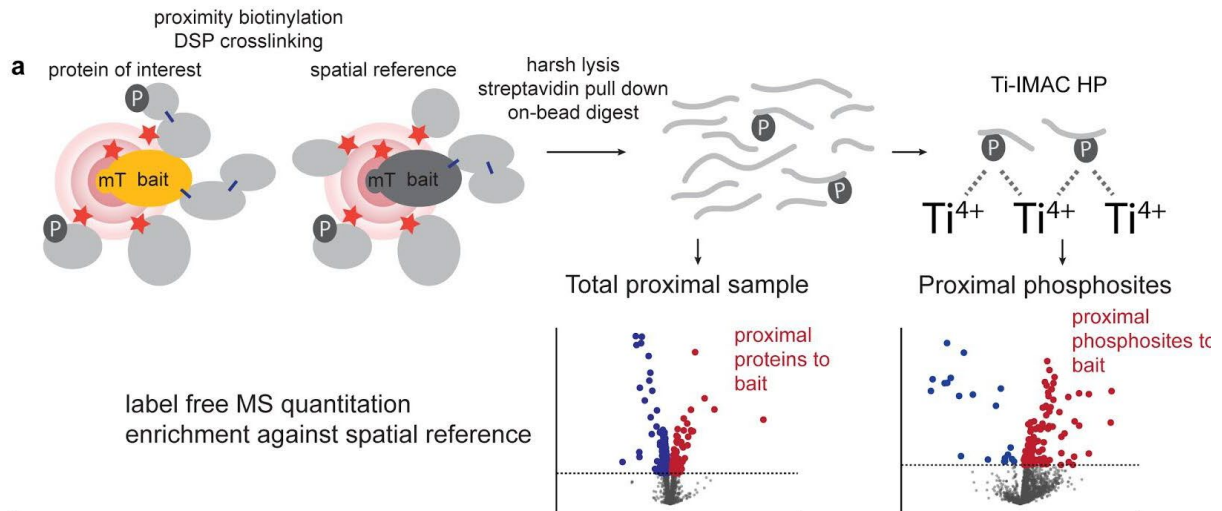 proximity biotinylation
DSP crosslinking
a
protein of interest
spatial reference
harsh lysis
streptavidin pull down
on-bead digest
Ti-IMAC HP
P
mT bait
P
mT bait
P
P
P
P
P
Ti4+ Ti4+ Ti4+
Total proximal sample
Proximal phosphosites
proximal
proteins to
bait
proximal
phosphosites to
bait
label free MS quantitation
enrichment against spatial reference